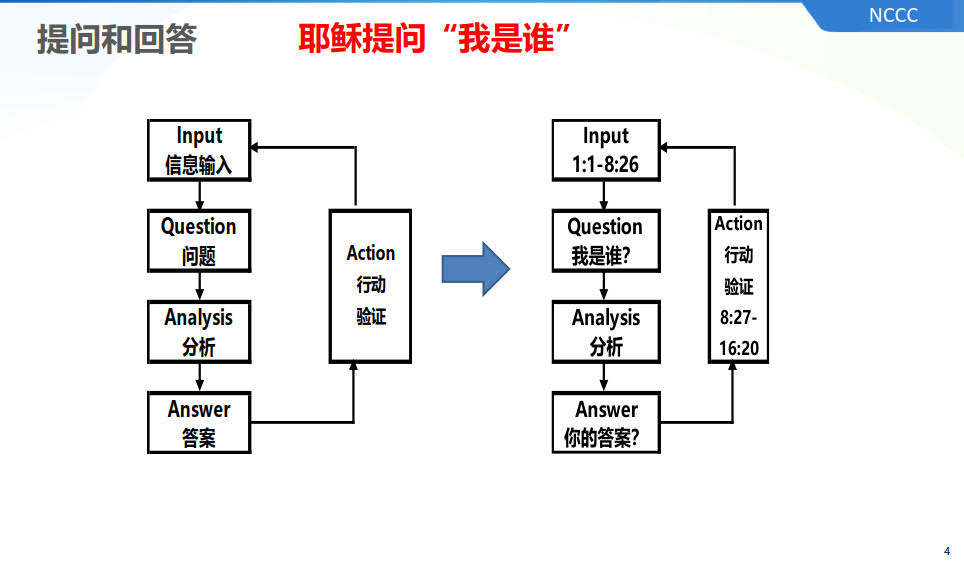 NCCC
提问和回答
耶稣提问“我是谁”
Input
信息输入
Question
问题
Analysis
分析
Answer
答案
Action
行动
验证
Input
1:1-8:26
Question
我是谁?
Analysis
分析
Answer
你的答案?
Action
行动
验证
8:27-
16:20
4